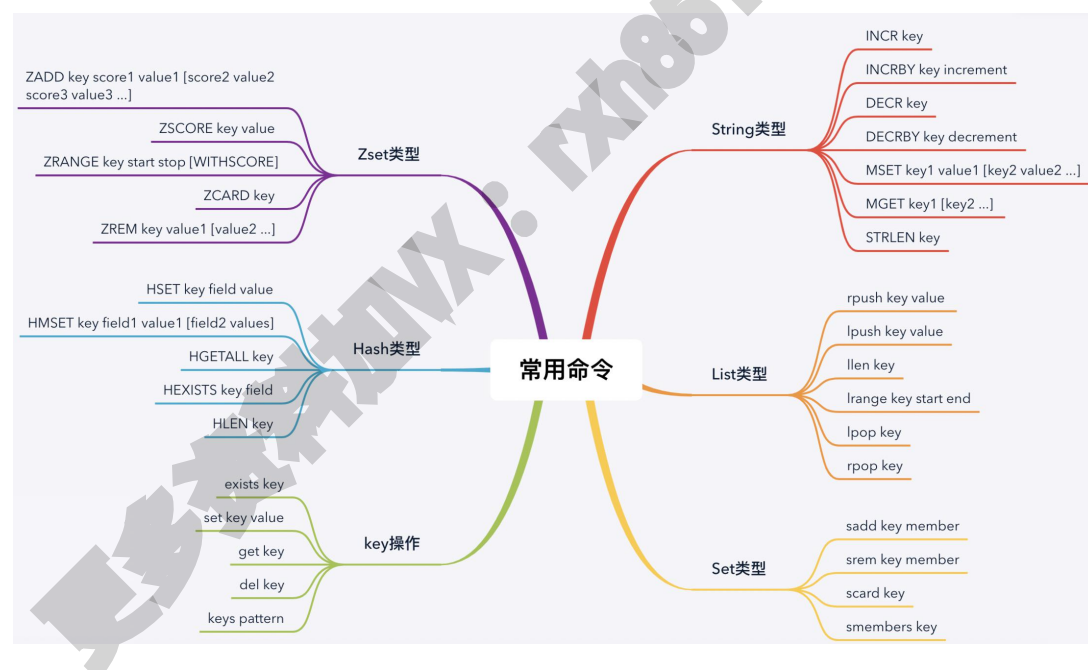 常用命令
String类型
INCR key
INCRBY key increment
DECR key
DECRBY key decrement
MSET key1 value1 [key2 value2 ...]
MGET key1 [key2 ...]
STRLEN key
List类型
rpush key value
lpush key value
llen key
lrange key start end
lpop key
rpop key
Set类型
sadd key member
srem key member
scard key
smembers key
Zset类型
ZADD key score1 value1 [score2 value2
score3 value3 ...]
ZSCORE key value
ZRANGE key start stop [WITHSCORE]
ZCARD key
ZREM key value1 [value2 ...]
Hash类型
HSET key field value
HMSET key field1 value1 [field2 values]
HGETALL key
HEXISTS key field
HLEN key
key操作
exists key
set key value
get key
del key
keys pattern
更多资料加VX：